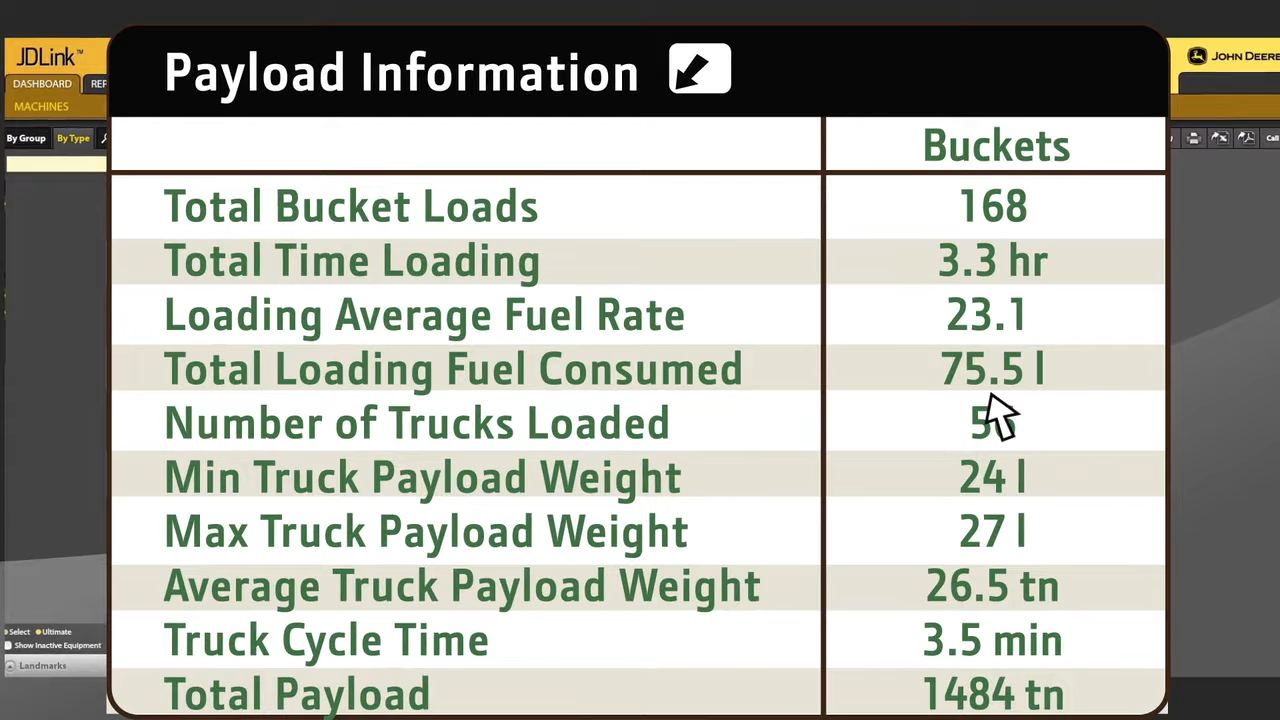 JDLink™
JOHN DEERE
DASHBOARD
MACHINES
By Group By Type
Payload Information
Buckets
Total Bucket Loads 168
Total Time Loading 3.3 hr
Loading Average Fuel Rate 23.1
Total Loading Fuel Consumed 75.5 l
Number of Trucks Loaded
Min Truck Payload Weight 24 l
Max Truck Payload Weight 27 l
Average Truck Payload Weight 26.5 tn
Truck Cycle Time 3.5 min
Total Payload 1484 tn
Select Ultimate
Show Inactive Equipment
Landmarks